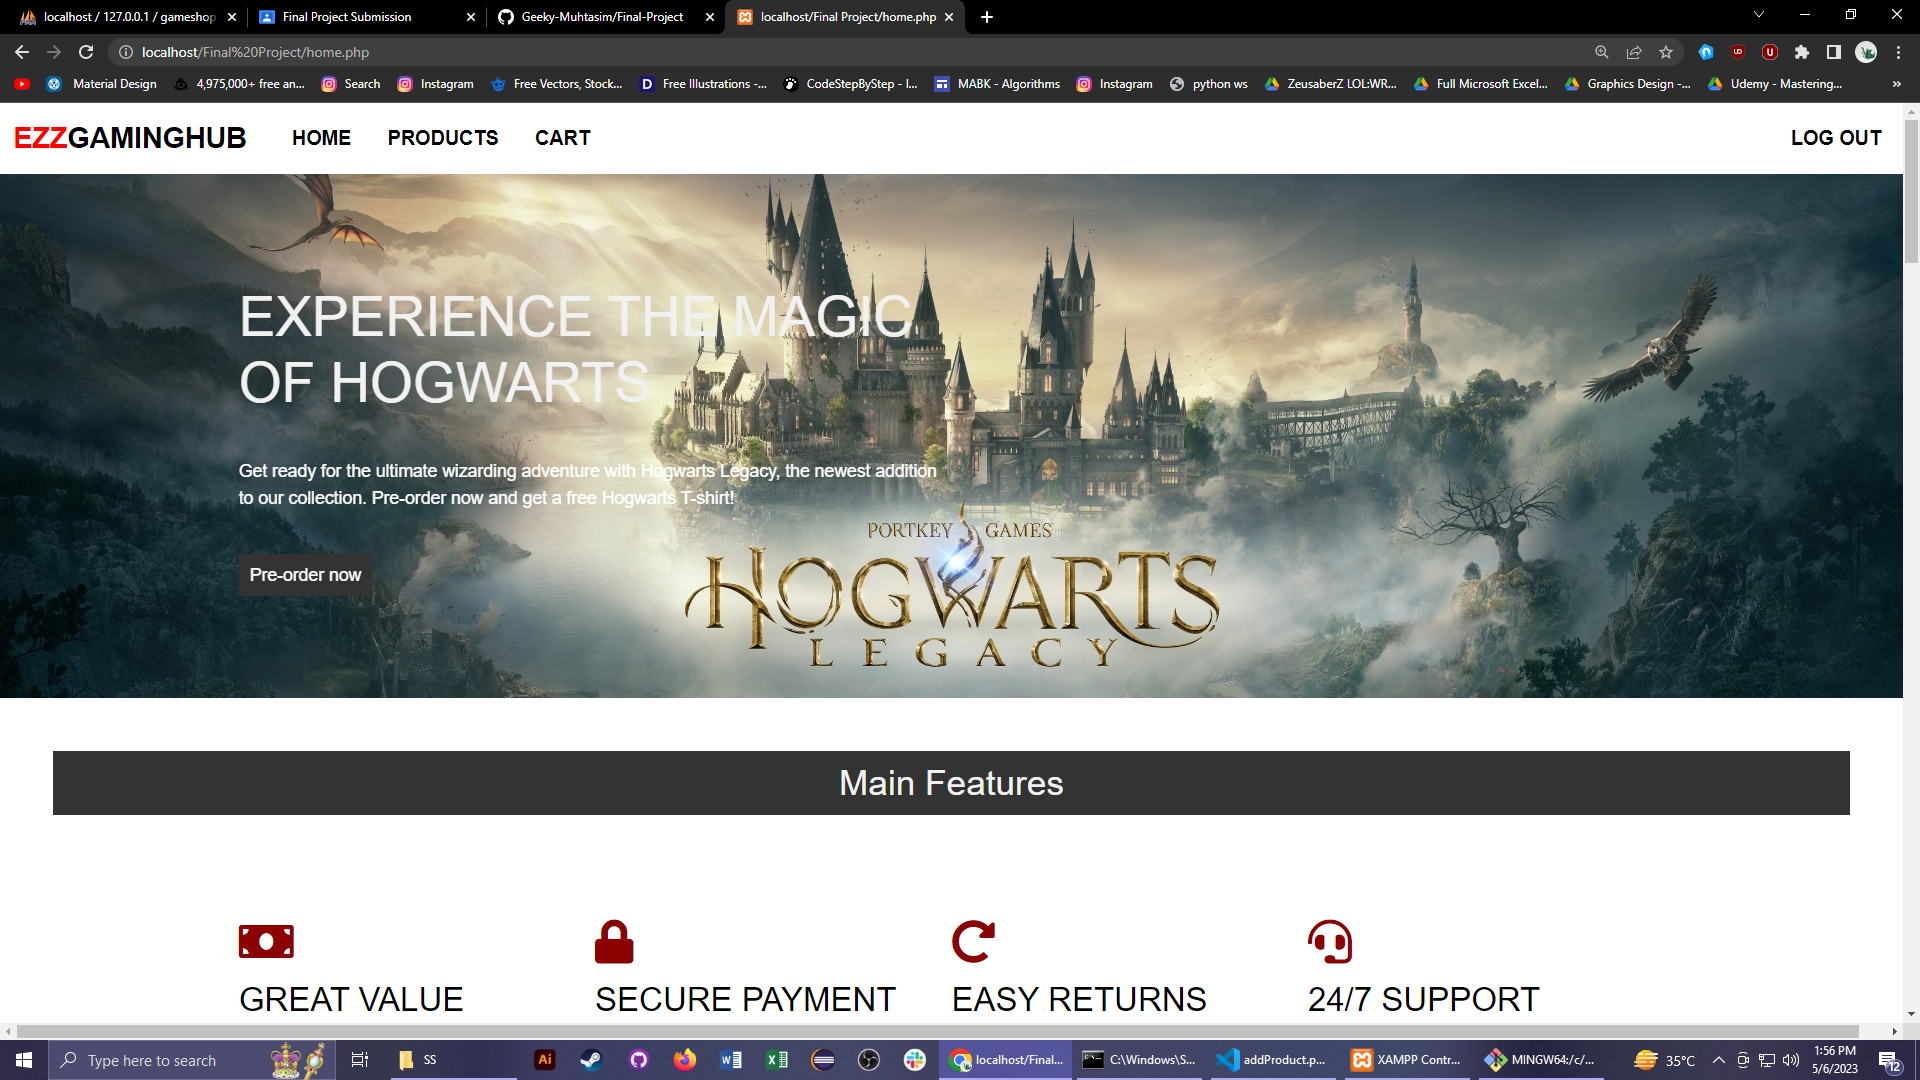 localhost / 127.0.0.1 / gameshop
Final Project Submission
Geeky-Muhtasim/Final-Project
localhost/Final Project/home.php
localhost/Final%20Project/home.php
Material Design
4,975,000+ free an...
Search
Instagram
Free Vectors, Stock...
Free Illustrations -...
CodeStepByStep - I...
MABK - Algorithms
Instagram
python ws
ZeusaberZ LOL:WR...
Full Microsoft Excel...
Graphics Design -...
Udemy - Mastering...
EZZGAMINGHUB
HOME
PRODUCTS
CART
LOG OUT
EXPERIENCE THE MAGIC
OF HOGWARTS
Get ready for the ultimate wizarding adventure with Hogwarts Legacy, the newest addition
to our collection. Pre-order now and get a free Hogwarts T-shirt!
PORTKEY GAMES
HOGWARTS
LEGACY
Pre-order now
Main Features
GREAT VALUE
SECURE PAYMENT
EASY RETURNS
24/7 SUPPORT
Type here to search
SS
Ai
localhost/Final...
C:\Windows\S...
addProduct.p...
XAMPP Contr...
MINGW64:/c/...
35°C
1:56 PM
5/6/2023
12